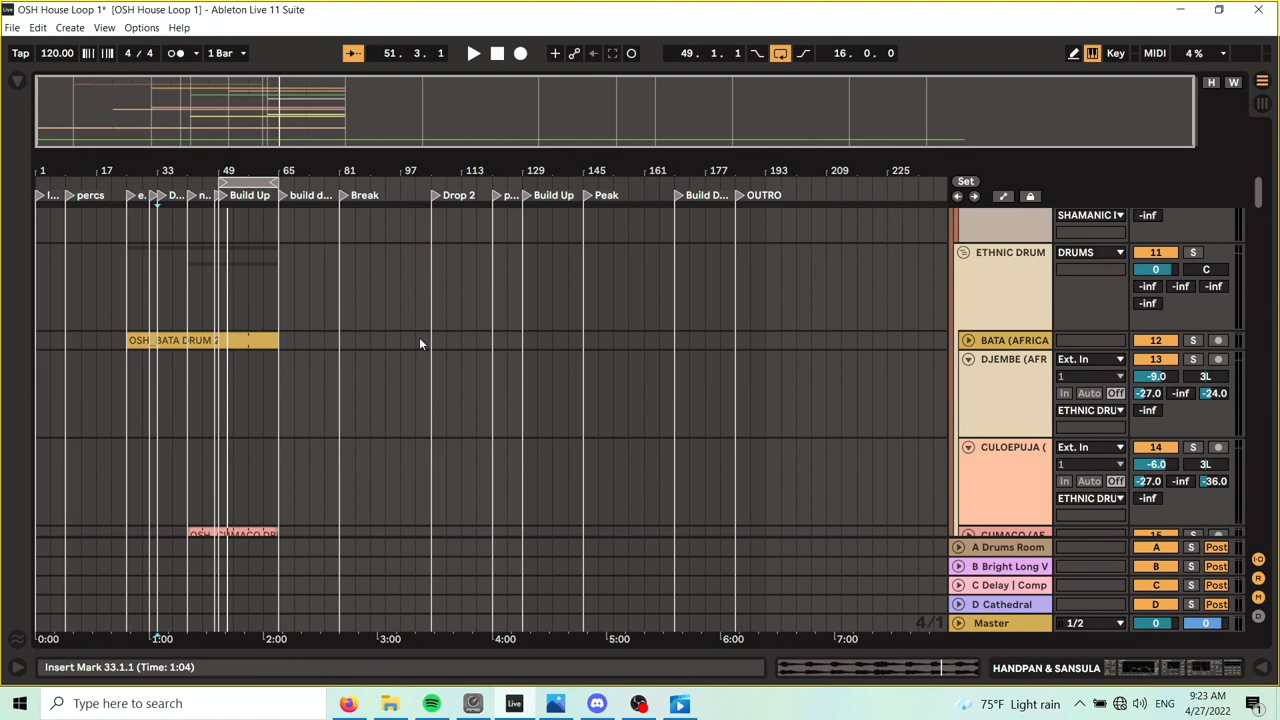 OSH House Loop 1*  [OSH House Loop 1] - Ableton Live 11 Suite
File Edit Create View Options Help
Tap 120.00 4 / 4 1 Bar 51. 3. 1 49. 1. 1 16. 0. 0 Key MIDI 4 %
H W
1 17 33 49 65 81 97 113 129 145 161 177 193 209 225
Set
I... percs e. D... n.. Build Up build d... Break Drop 2 p... Build Up Peak Build D... OUTRO
SHAMANIC I -inf
ETHNIC DRUM DRUMS 11 S
0 C
-inf -inf -inf
-inf
OSH_BATA DRUM 2 BATA (AFRICA 12 S
DJEMBE (AFR Ext. In 13 S
1 -9.0 3L
In Auto Off -27.0 -inf -24.0
ETHNIC DRU -inf
CULOEPUJA ( Ext. In 14 S
1 -6.0 3L
In Auto Off -27.0 -inf -36.0
ETHNIC DRU -inf
OSH_CUMACO DR CUMACO (AF 15
A Drums Room A S Post
B Bright Long V B S Post
C Delay | Comp C S Post
D Cathedral D S Post
4/1 Master 1/2 0 0
0:00 1:00 2:00 3:00 4:00 5:00 6:00 7:00
I·O
R
M
D
Insert Mark 33.1.1 (Time: 1:04) HANDPAN & SANSULA
Type here to search 75°F Light rain ENG 9:23 AM
4/27/2022
1